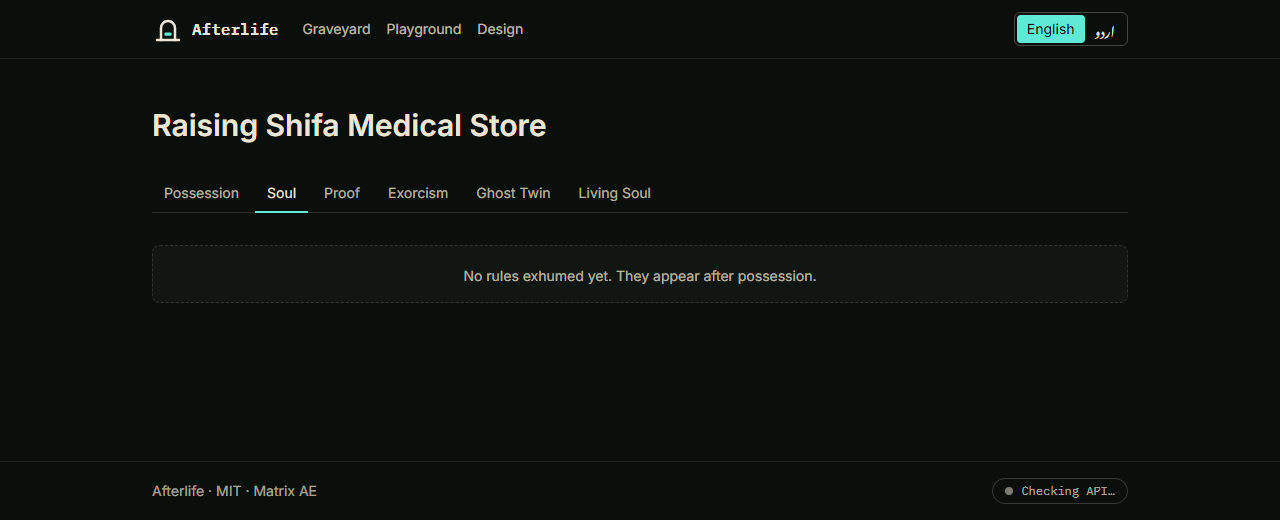 Afterlife
Graveyard Playground Design
English اردو
Raising Shifa Medical Store
Possession Soul Proof Exorcism Ghost Twin Living Soul
No rules exhumed yet. They appear after possession.
Afterlife · MIT · Matrix AE
Checking API…